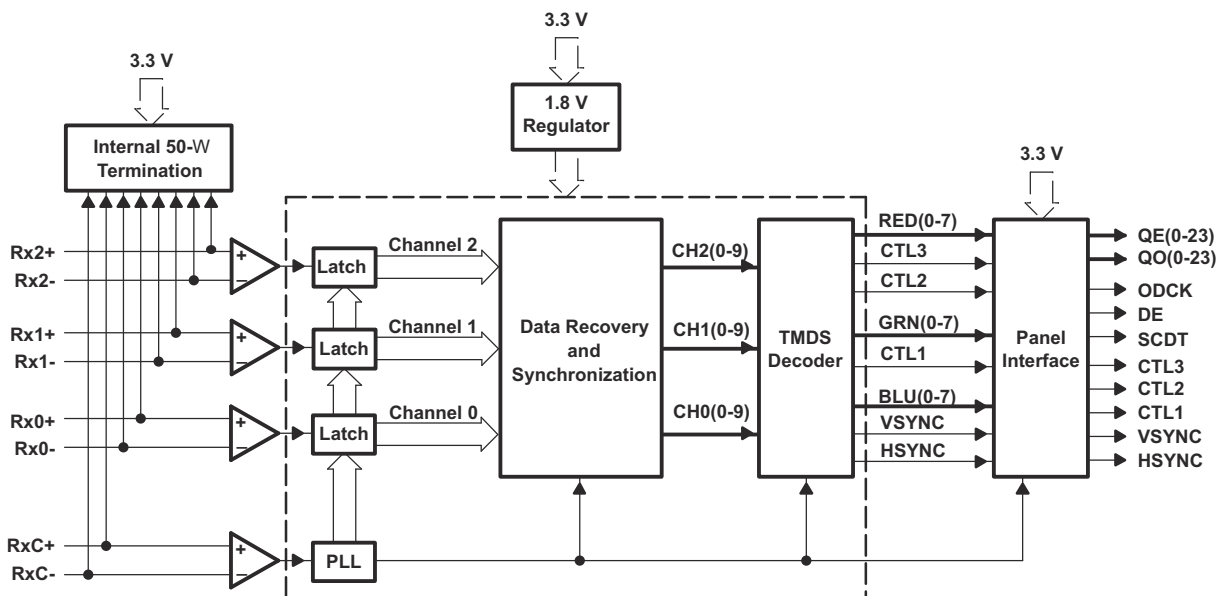 3.3 V
3.3 V
1.8 V
Regulator
Internal 50-W
Termination
3.3 V
Rx2+
Rx2-
Rx1+
Rx1-
Rx0+
Rx0-
RxC+
RxC-
+
−
+
−
+
−
+
−
Latch
Latch
Latch
PLL
Channel 2
Channel 1
Channel 0
Data Recovery
and
Synchronization
CH2(0-9)
CH1(0-9)
CH0(0-9)
TMDS
Decoder
RED(0-7)
CTL3
CTL2
GRN(0-7)
CTL1
BLU(0-7)
VSYNC
HSYNC
Panel
Interface
QE(0-23)
QO(0-23)
ODCK
DE
SCDT
CTL3
CTL2
CTL1
VSYNC
HSYNC